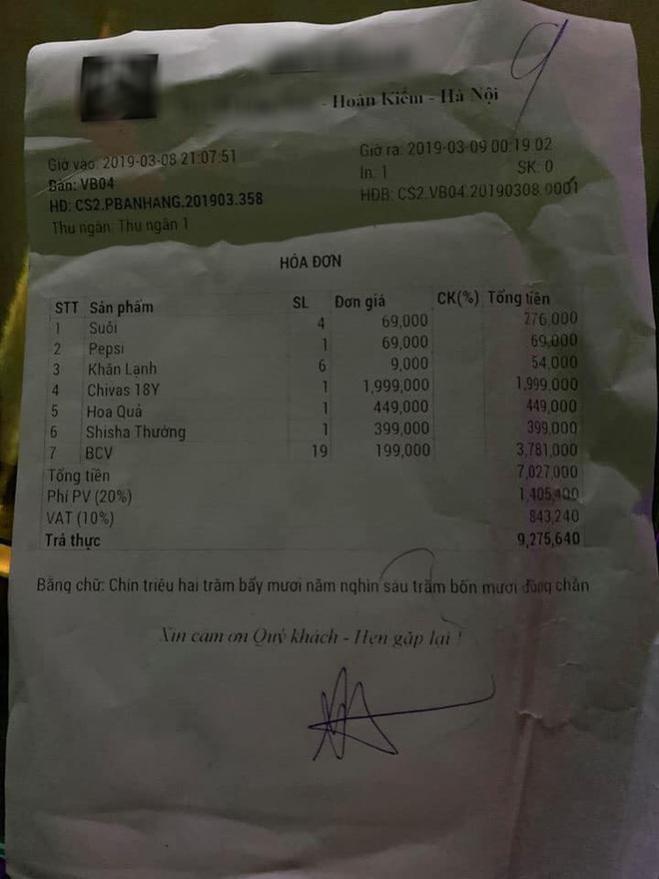 9
- Hoàn Kiếm - Hà Nội
Giờ vào: 2019-03-08 21:07:51
Giờ ra: 2019-03-09 00:19:02
Bàn: VB04
In: 1 SK: 0
HĐ: CS2.PBANHANG.201903.358
HĐB: CS2.VB04.20190308.0001
Thu ngân: Thu ngân 1
HÓA ĐƠN
STT Sản phẩm SL Đơn giá CK(%) Tổng tiền
1 Suối 4 69,000 276,000
2 Pepsi 1 69,000 69,000
3 Khăn Lạnh 6 9,000 54,000
4 Chivas 18Y 1 1,999,000 1,999,000
5 Hoa Quả 1 449,000 449,000
6 Shisha Thường 1 399,000 399,000
7 BCV 19 199,000 3,781,000
Tổng tiền 7,027,000
Phí PV (20%) 1,405,400
VAT (10%) 843,240
Trả thực 9,275,640
Bằng chữ: Chín triệu hai trăm bẩy mươi năm nghìn sáu trăm bốn mươi đồng chẵn
Xin cảm ơn Quý khách - Hẹn gặp lại !